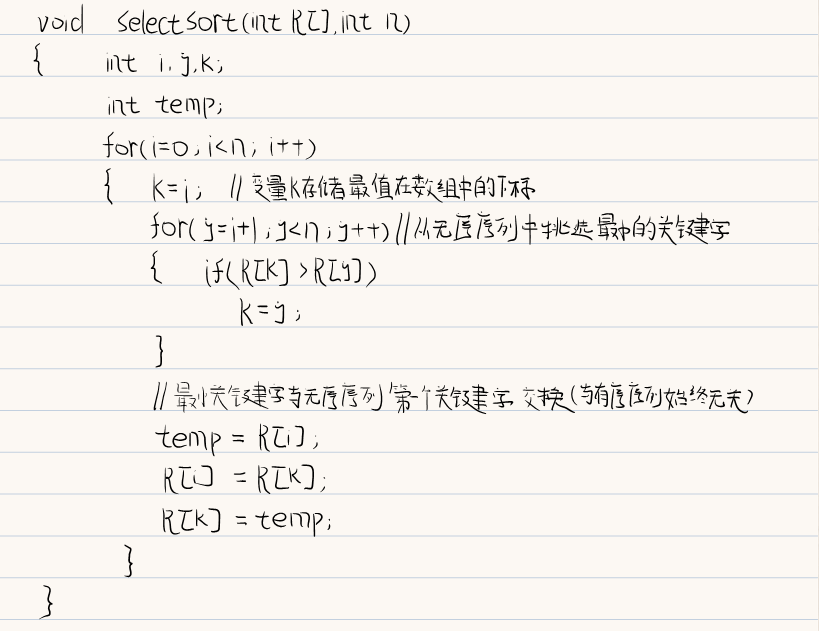 void selectsort(int R[],int n)
{ int i,j,k;
int temp;
for(i=0;i<n;i++)
{ k=i; //变量k存储最值在数组中的下标
for(j=i+1;j<n;j++)//从无序序列中挑选最小的关键字
{ if(R[k]>R[j])
k=j;
}
//最小关键字与无序序列第一个关键字交换(与有序序列始终无关)
temp = R[i];
R[i] = R[k];
R[k] = temp;
}
}